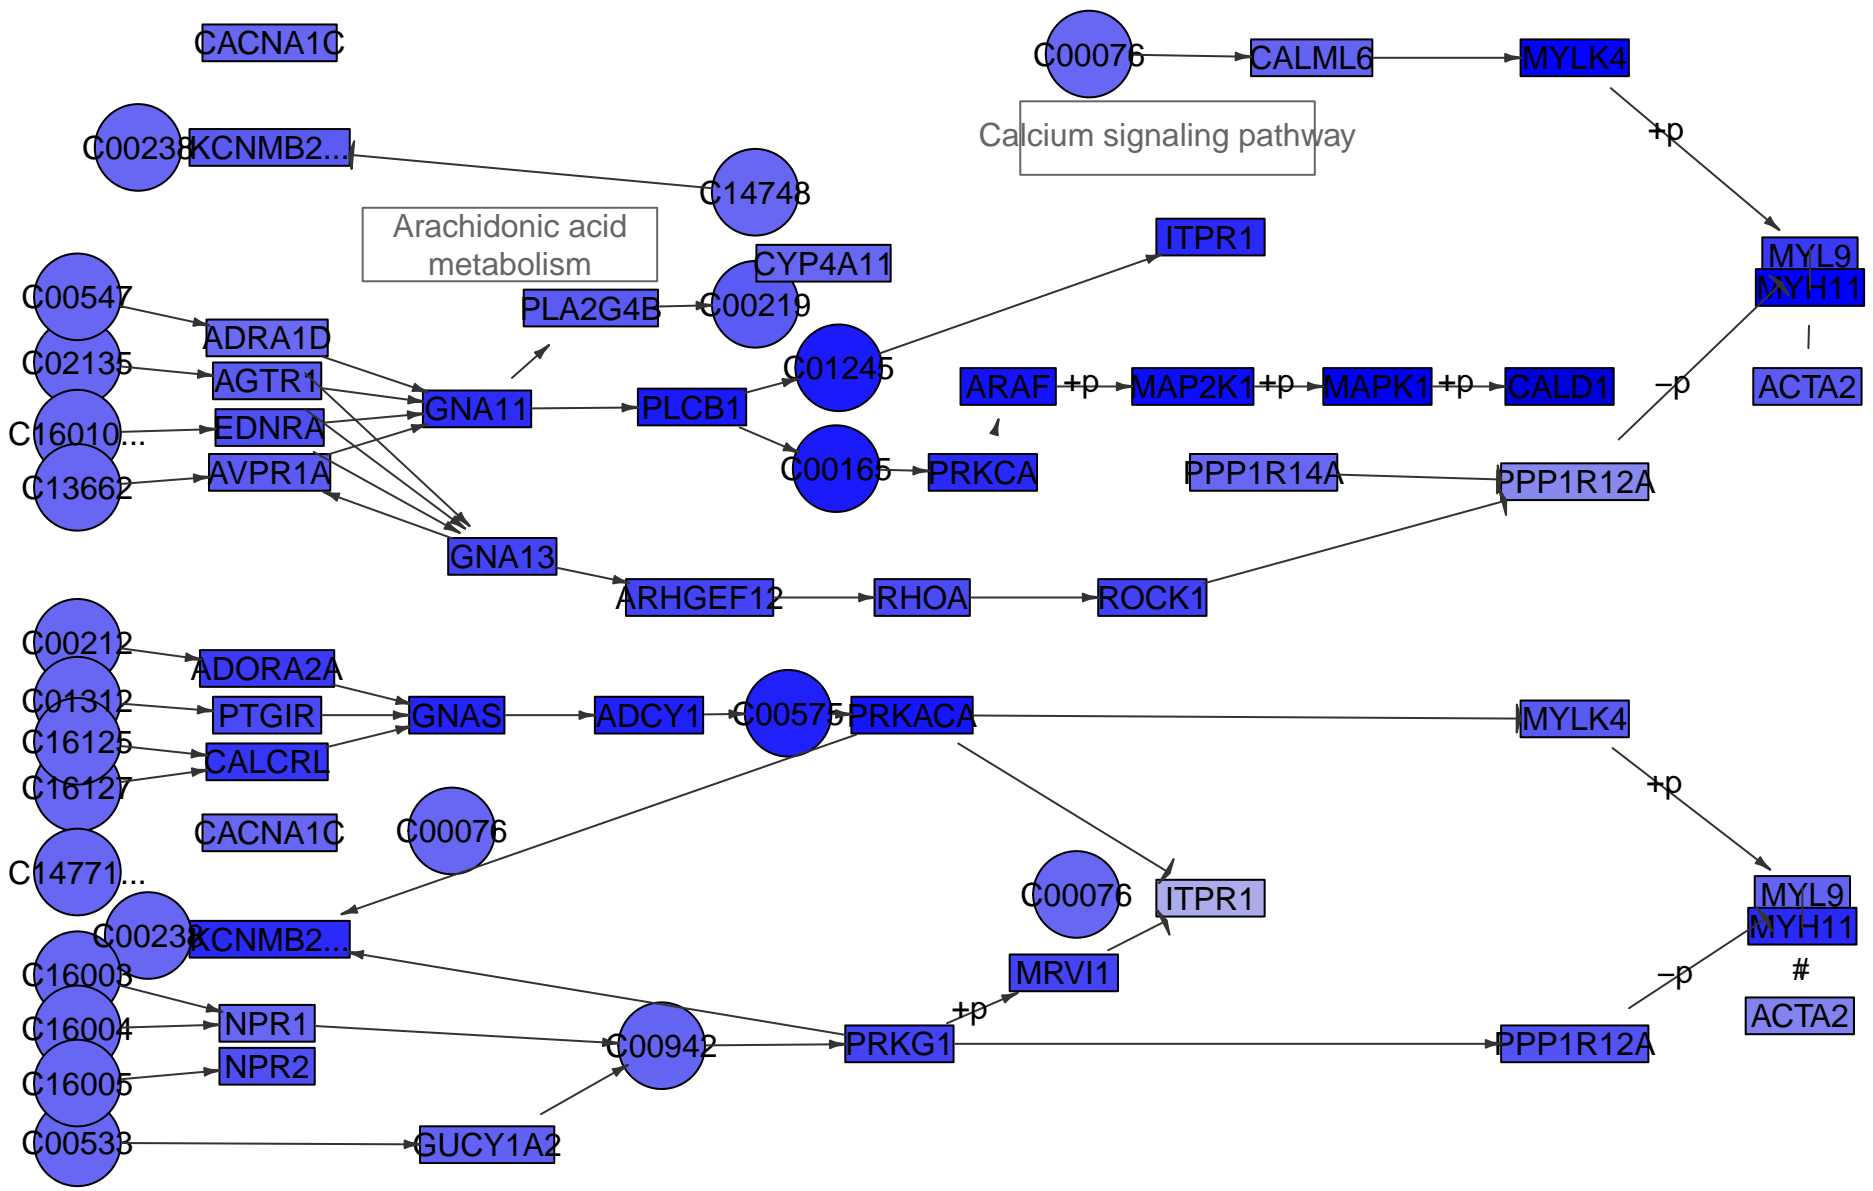 CACNA1C
C00076
CALML6
MYLK4
Calcium signaling pathway
+p
C00238
KCNMB2...
C14748
Arachidonic acid
metabolism
CYP4A11
ITPR1
MYL9
MYH11
C00547
PLA2G4B
C00219
ADRA1D
C02135
AGTR1
C01245
ARAF
+p
MAP2K1
+p
MAPK1
+p
CALD1
–p
ACTA2
GNA11
PLCB1
C16010...
EDNRA
C13662
AVPR1A
C00165
PRKCA
PPP1R14A
PPP1R12A
GNA13
ARHGEF12
RHOA
ROCK1
C00212
ADORA2A
C01312
PTGIR
GNAS
ADCY1
C00575
PRKACA
MYLK4
C16125
CALCRL
C16127
+p
CACNA1C
C00076
C14771...
C00076
ITPR1
MYL9
MYH11
C00238
KCNMB2...
C16003
MRVI1
–p
#
+p
ACTA2
C16004
NPR1
C00942
PRKG1
PPP1R12A
C16005
NPR2
C00533
GUCY1A2